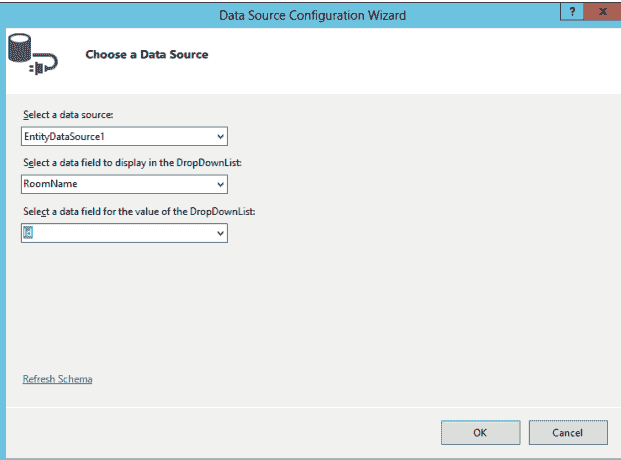 Data Source Configuration Wizard
?
x
Choose a Data Source
Select a data source:
EntityDataSource1
Select a data field to display in the DropDownList:
RoomName
Select a data field for the value of the DropDownList:
Refresh Schema
OK
Cancel